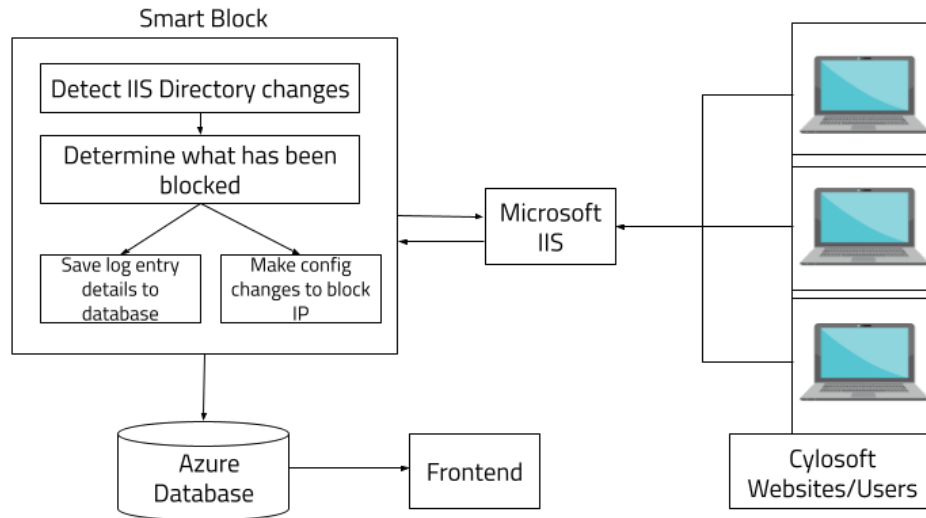 Smart Block
Detect IIS Directory changes
Determine what has been
blocked
Save log entry
details to
database
Make config
changes to block
IP
Microsoft
IIS
Azure
Database
Frontend
Cylosoft
Websites/Users